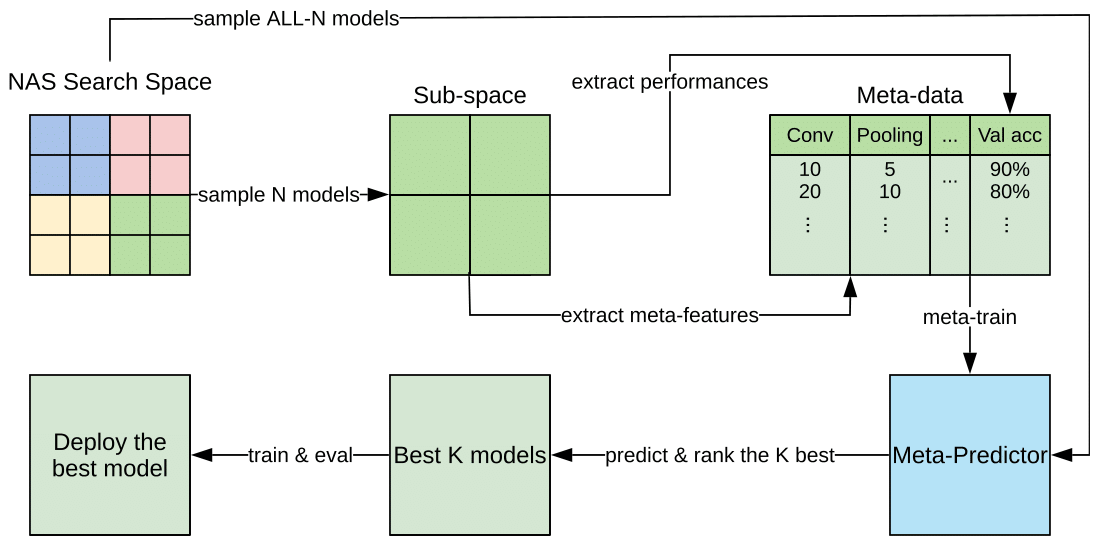 sample ALL-N models
NAS Search Space
Sub-space
extract performances
Meta-data
Conv Pooling ... Val acc
10 5 ... 90%
20 10 80%
⋮ ⋮ ⋮ ⋮
sample N models
extract meta-features
meta-train
Deploy the
best model
train & eval
Best K models
predict & rank the K best
Meta-Predictor